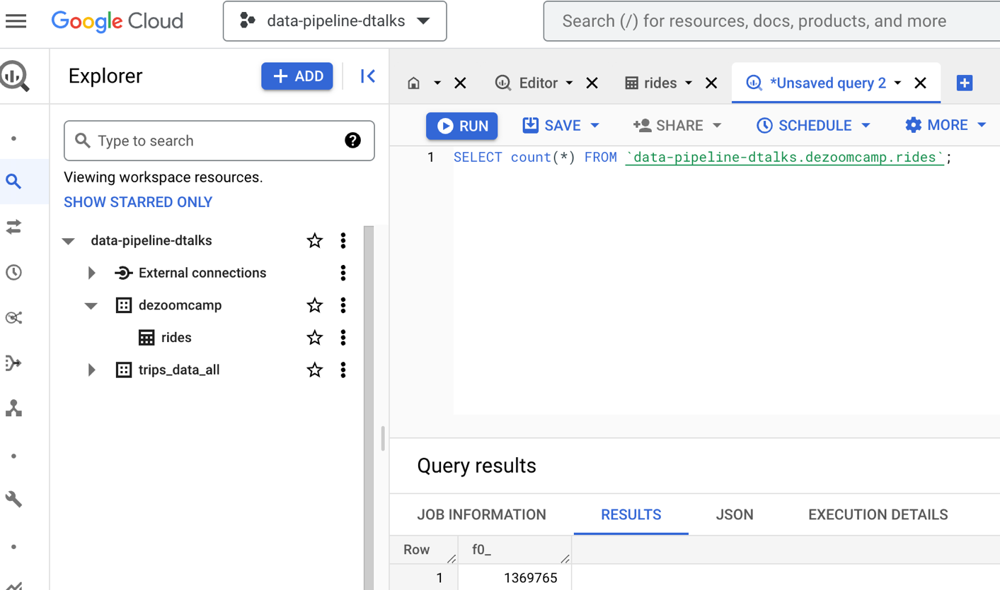 Google Cloud
data-pipeline-dtalks
Search (/) for resources, docs, products, and more
Explorer
ADD
Type to search
Viewing workspace resources.
SHOW STARRED ONLY
data-pipeline-dtalks
External connections
dezoomcamp
rides
trips_data_all
Editor
rides
*Unsaved query 2
RUN
SAVE
SHARE
SCHEDULE
MORE
1 SELECT count(*) FROM `data-pipeline-dtalks.dezoomcamp.rides`;
Query results
JOB INFORMATION RESULTS JSON EXECUTION DETAILS
Row f0_
1 1369765